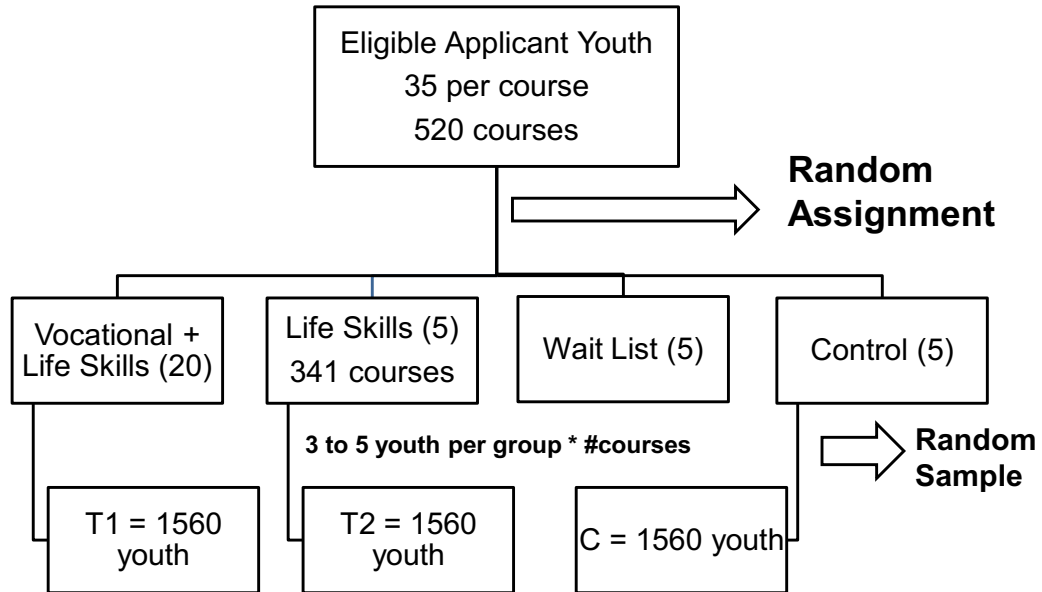 Eligible Applicant Youth
35 per course
520 courses
Random
Assignment
Vocational +
Life Skills (20)
Life Skills (5)
341 courses
Wait List (5)
Control (5)
3 to 5 youth per group * #courses
Random
Sample
T1 = 1560
youth
T2 = 1560
youth
C = 1560 youth